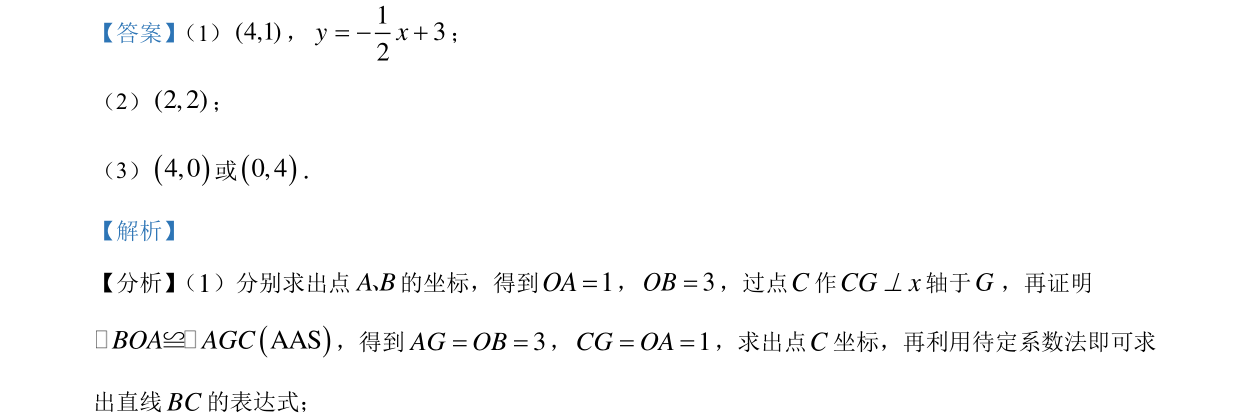 【答案】（1）(4,1)，y=-\frac{1}{2}x+3；
（2）(2,2)；
（3）(4,0)或(0,4)．
【解析】
【分析】（1）分别求出点A、B的坐标，得到OA=1，OB=3，过点C作CG⊥x轴于G，再证明
□BOA≌□AGC(AAS)，得到AG=OB=3，CG=OA=1，求出点C坐标，再利用待定系数法即可求
出直线BC的表达式；